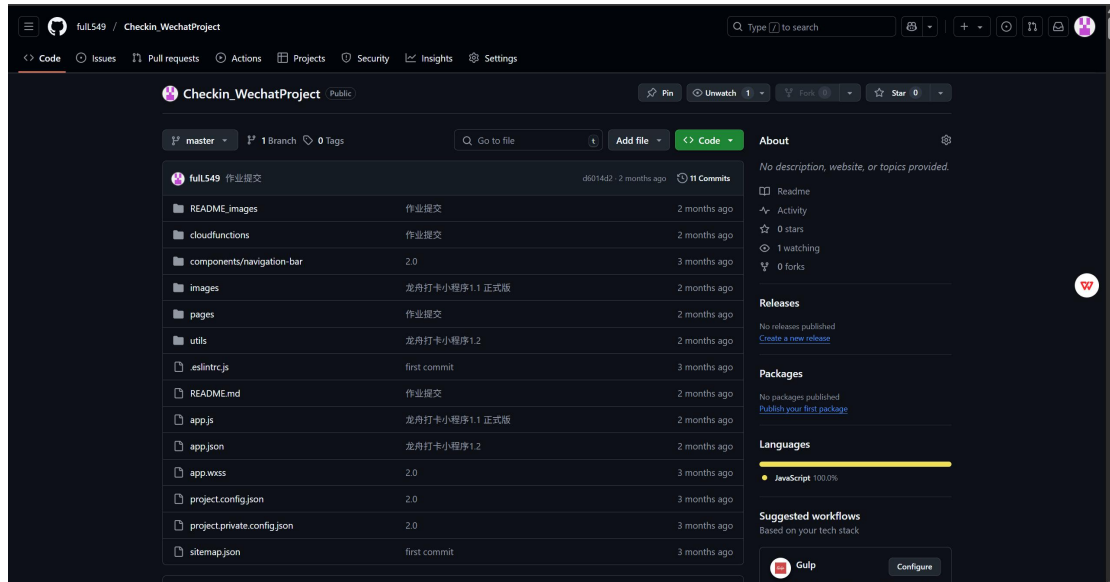 fulL549 / Checkin_WechatProject
Type / to search
Code Issues Pull requests Actions Projects Security Insights Settings
Checkin_WechatProject Public
Pin Unwatch 1 Fork 0 Star 0
master 1 Branch 0 Tags
Go to file t
Add file Code
fulL549 作业提交 d6014d2 · 2 months ago 11 Commits
README_images 作业提交 2 months ago
cloudfunctions 作业提交 2 months ago
components/navigation-bar 2.0 3 months ago
images 龙舟打卡小程序1.1 正式版 2 months ago
pages 作业提交 2 months ago
utils 龙舟打卡小程序1.2 2 months ago
.eslintrc.js first commit 3 months ago
README.md 作业提交 2 months ago
app.js 龙舟打卡小程序1.1 正式版 2 months ago
app.json 龙舟打卡小程序1.2 2 months ago
app.wxss 2.0 3 months ago
project.config.json 2.0 3 months ago
project.private.config.json 2.0 3 months ago
sitemap.json first commit 3 months ago
About
No description, website, or topics provided.
Readme
Activity
0 stars
1 watching
0 forks
Releases
No releases published
Create a new release
Packages
No packages published
Publish your first package
Languages
JavaScript 100.0%
Suggested workflows
Based on your tech stack
Gulp Configure
W